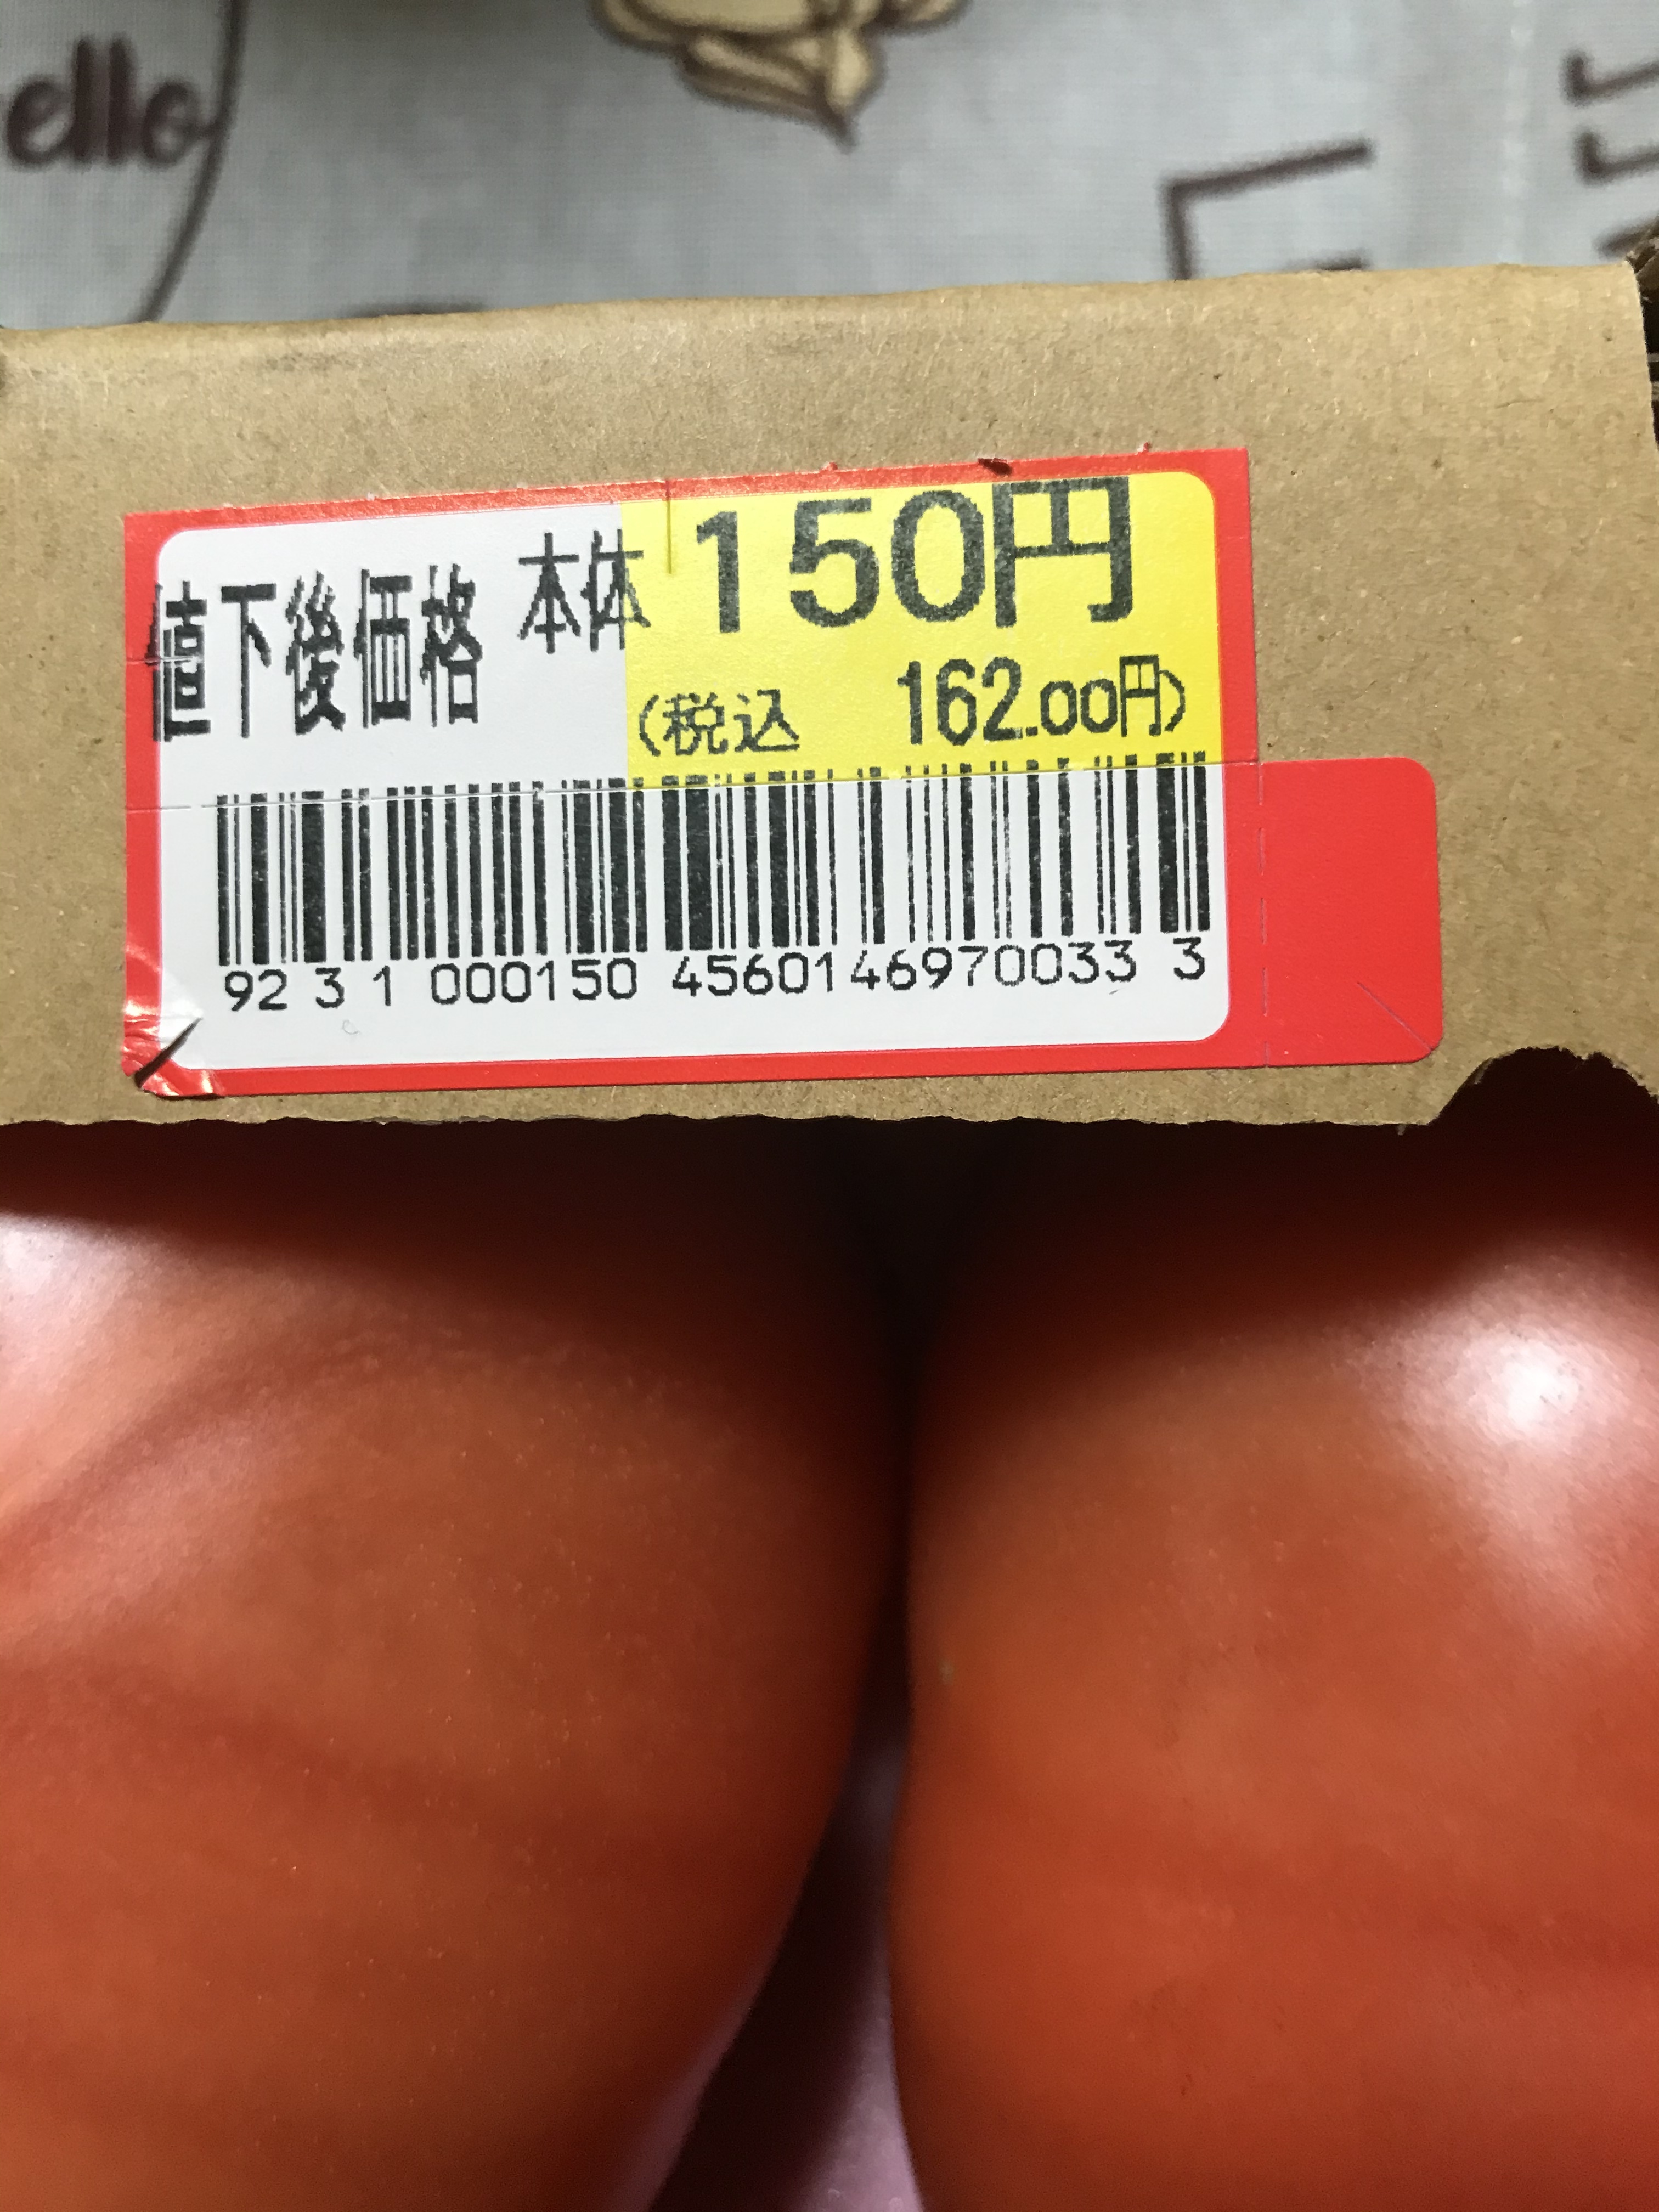 ello
値下後価格 本体 150円
(税込 162.00円)
92 3 1 000150 4560146970033 3